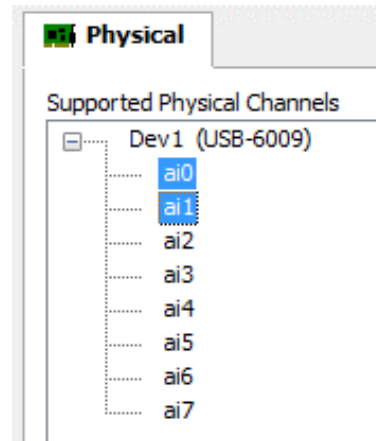 Physical
Supported Physical Channels
Dev1 (USB-6009)
ai0
ai1
ai2
ai3
ai4
ai5
ai6
ai7